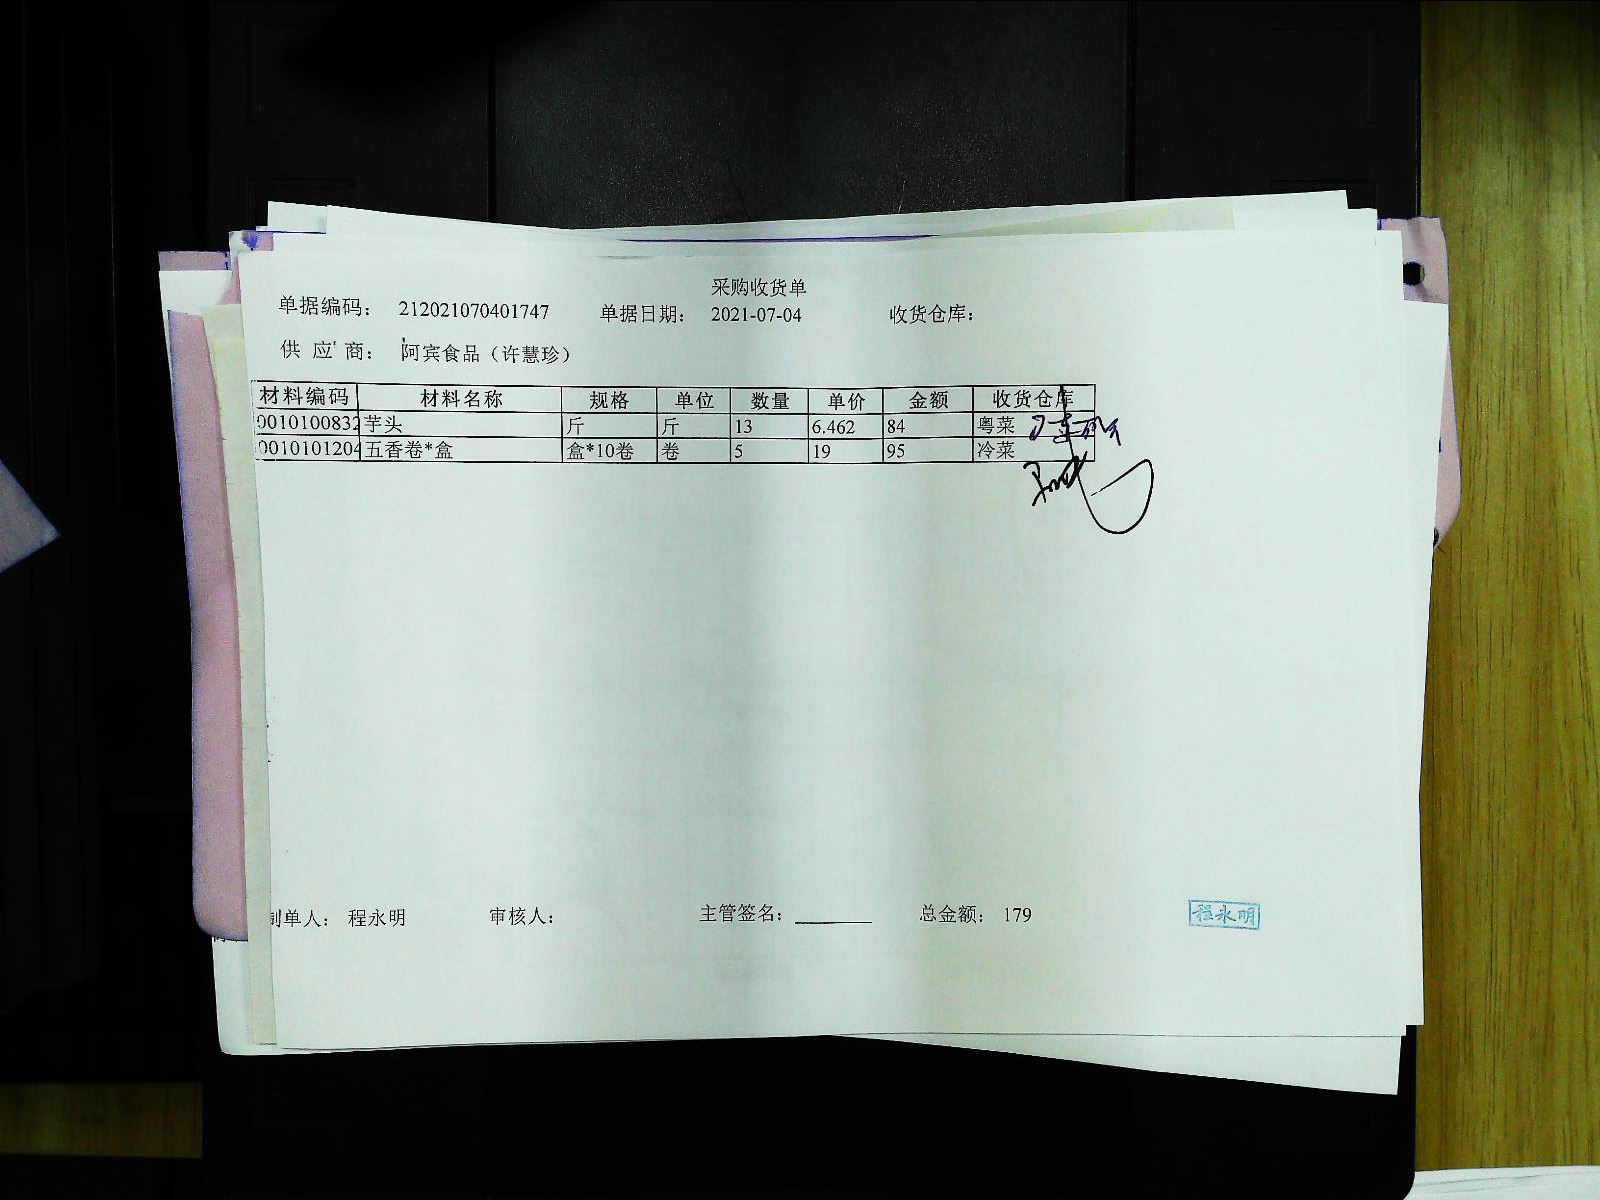 采购收货单
单据编码： 212021070401747 单据日期： 2021-07-04 收货仓库：
供 应 商： 阿宾食品（许慧珍）
材料编码 材料名称 规格 单位 数量 单价 金额 收货仓库
0010100832 芋头 斤 斤 13 6.462 84 粤菜
0010101204 五香卷*盒 盒*10卷 卷 5 19 95 冷菜
制单人： 程永明 审核人： 主管签名： 总金额： 179 程永明